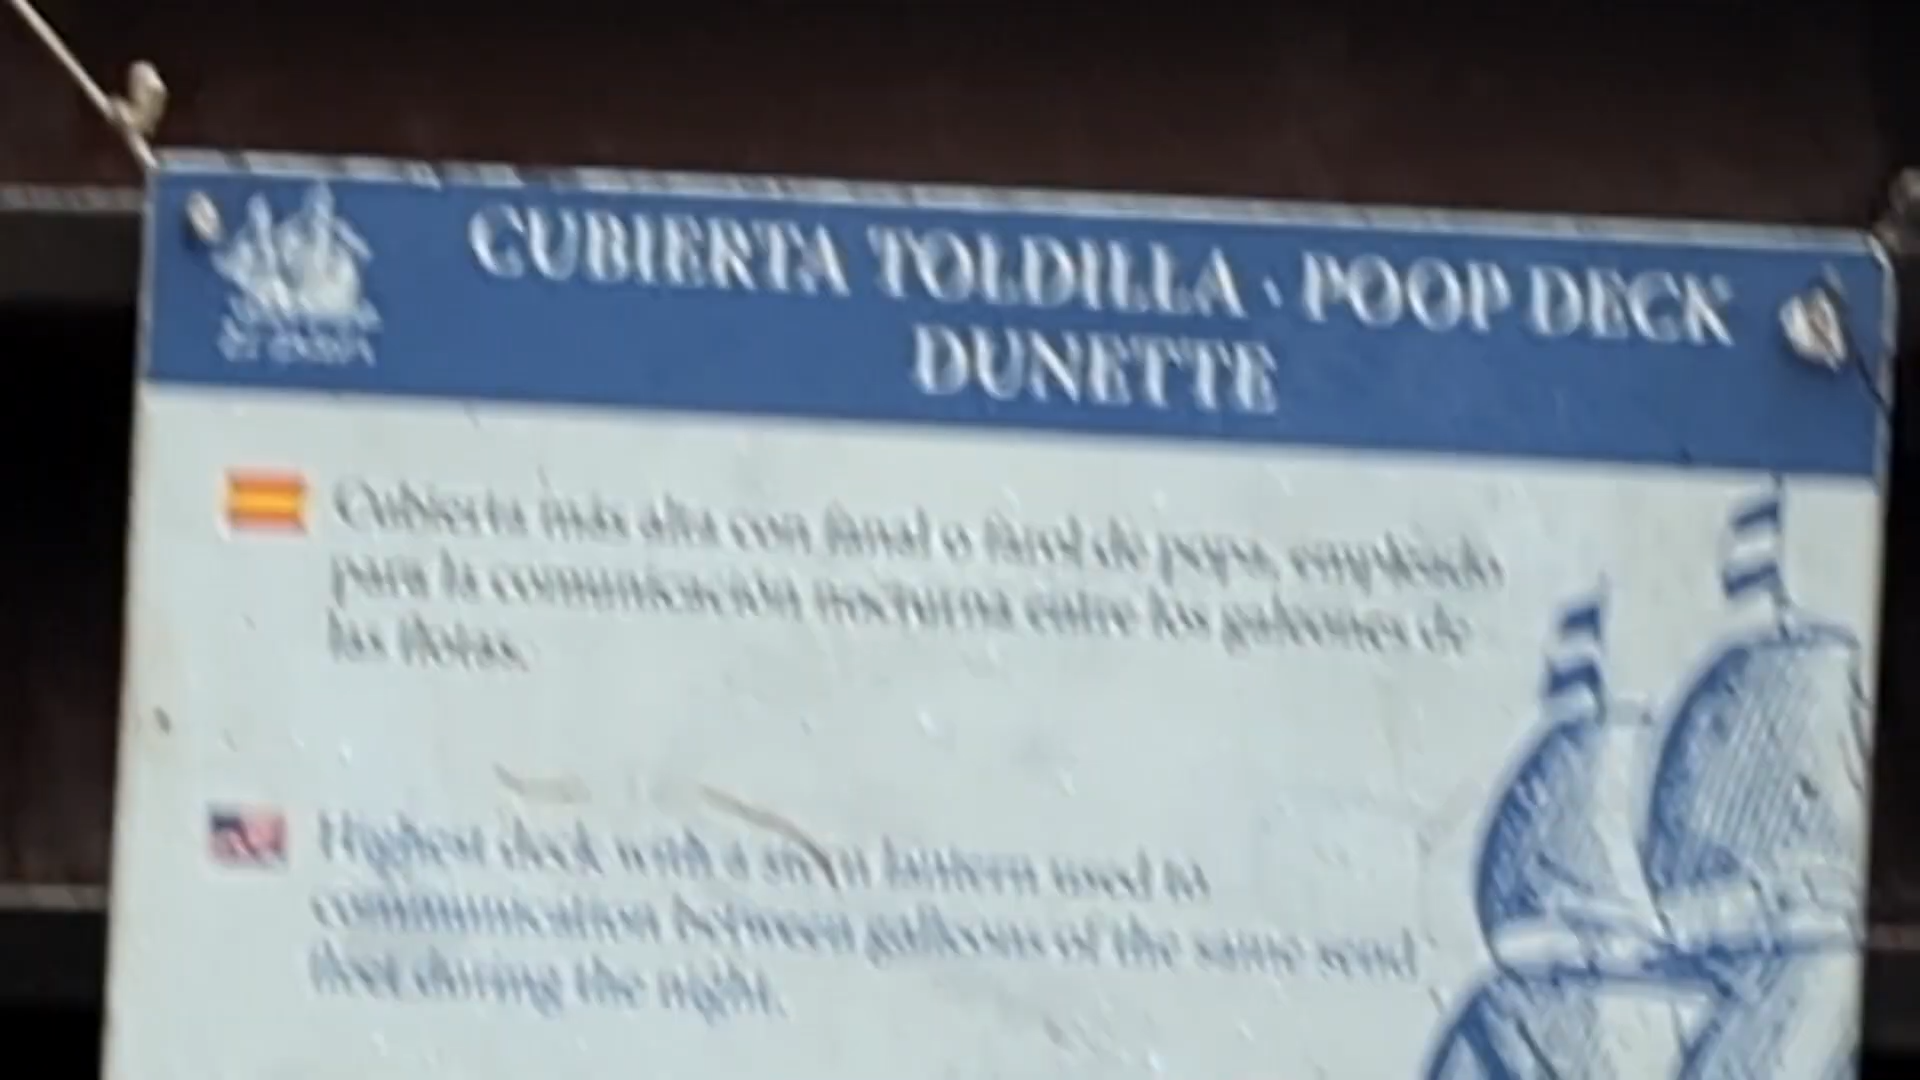 CUBIERTA TOLDILLA · POOP DECK
DUNETTE
Cubierta más alta con fanal o farol de popa, empleado
para la comunicación nocturna entre los galeones de
las flotas.
Highest deck with a stern lantern used to
communication between galleons of the same
fleet during the night.